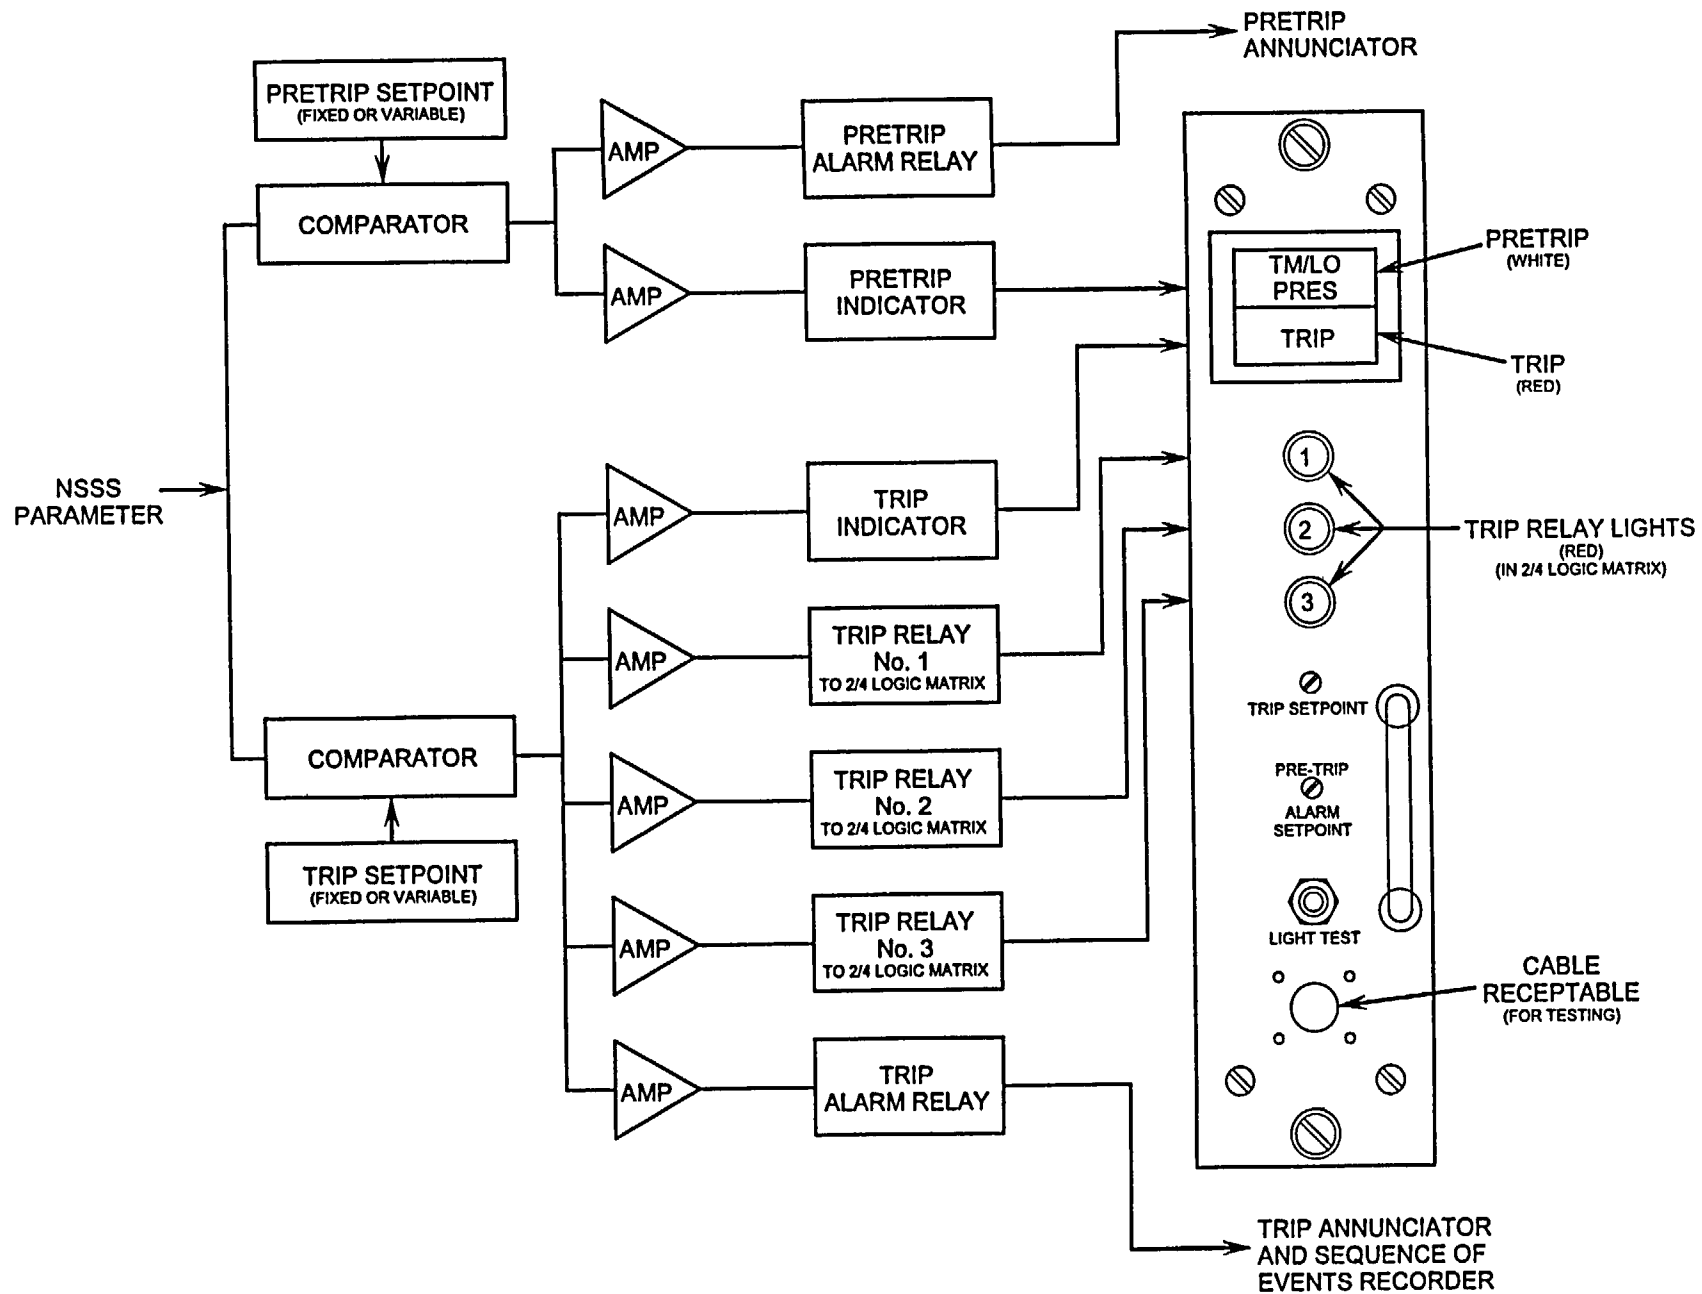 PRETRIP
ANNUNCIATOR
PRETRIP SETPOINT
(FIXED OR VARIABLE)
COMPARATOR
AMP
PRETRIP
ALARM RELAY
AMP
PRETRIP
INDICATOR
TM/LO
PRES
TRIP
PRETRIP
(WHITE)
TRIP
(RED)
NSSS
PARAMETER
AMP
TRIP
INDICATOR
1
2
3
TRIP RELAY LIGHTS
(RED)
(IN 2/4 LOGIC MATRIX)
AMP
TRIP RELAY
No. 1
TO 2/4 LOGIC MATRIX
TRIP SETPOINT
COMPARATOR
TRIP SETPOINT
(FIXED OR VARIABLE)
AMP
TRIP RELAY
No. 2
TO 2/4 LOGIC MATRIX
PRE-TRIP
ALARM
SETPOINT
AMP
TRIP RELAY
No. 3
TO 2/4 LOGIC MATRIX
LIGHT TEST
CABLE
RECEPTABLE
(FOR TESTING)
AMP
TRIP
ALARM RELAY
TRIP ANNUNCIATOR
AND SEQUENCE OF
EVENTS RECORDER